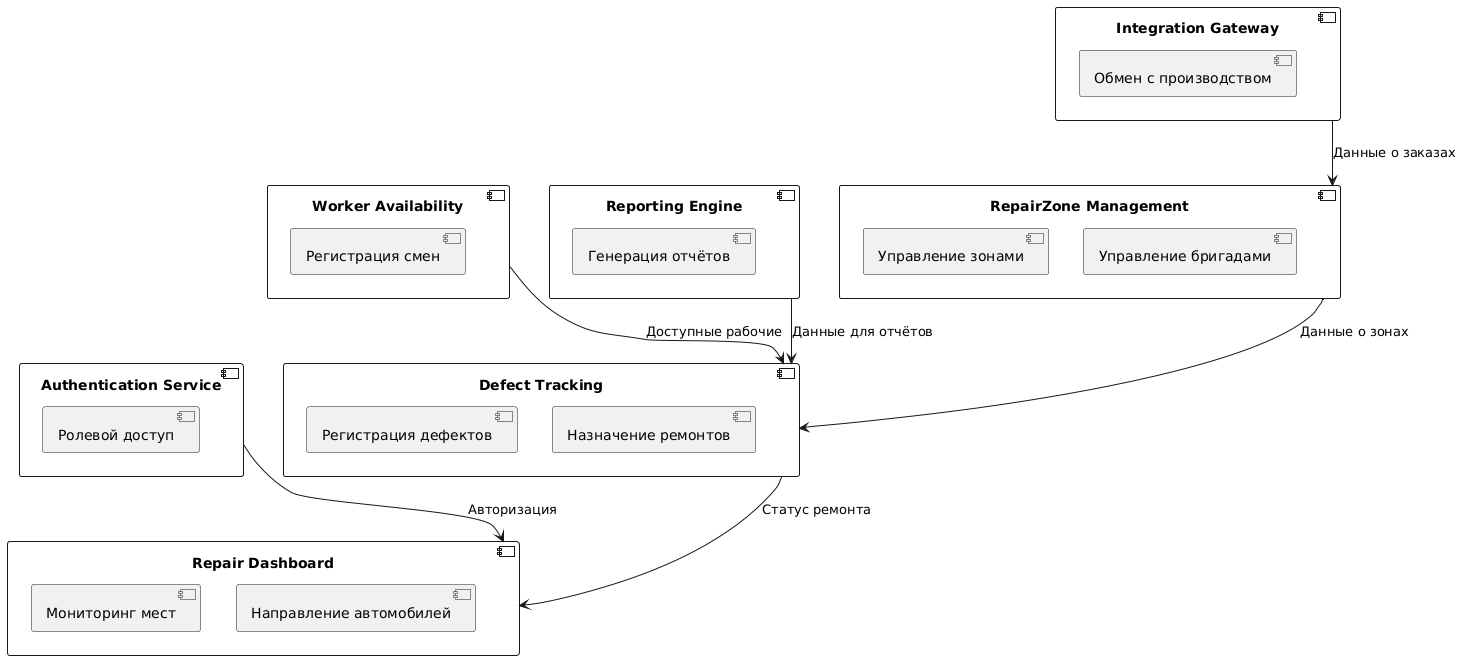 Integration Gateway
Обмен с производством
Данные о заказах
Worker Availability
Регистрация смен
Reporting Engine
Генерация отчётов
RepairZone Management
Управление зонами
Управление бригадами
Доступные рабочие
Данные для отчётов
Данные о зонах
Authentication Service
Ролевой доступ
Defect Tracking
Регистрация дефектов
Назначение ремонтов
Авторизация
Статус ремонта
Repair Dashboard
Мониторинг мест
Направление автомобилей